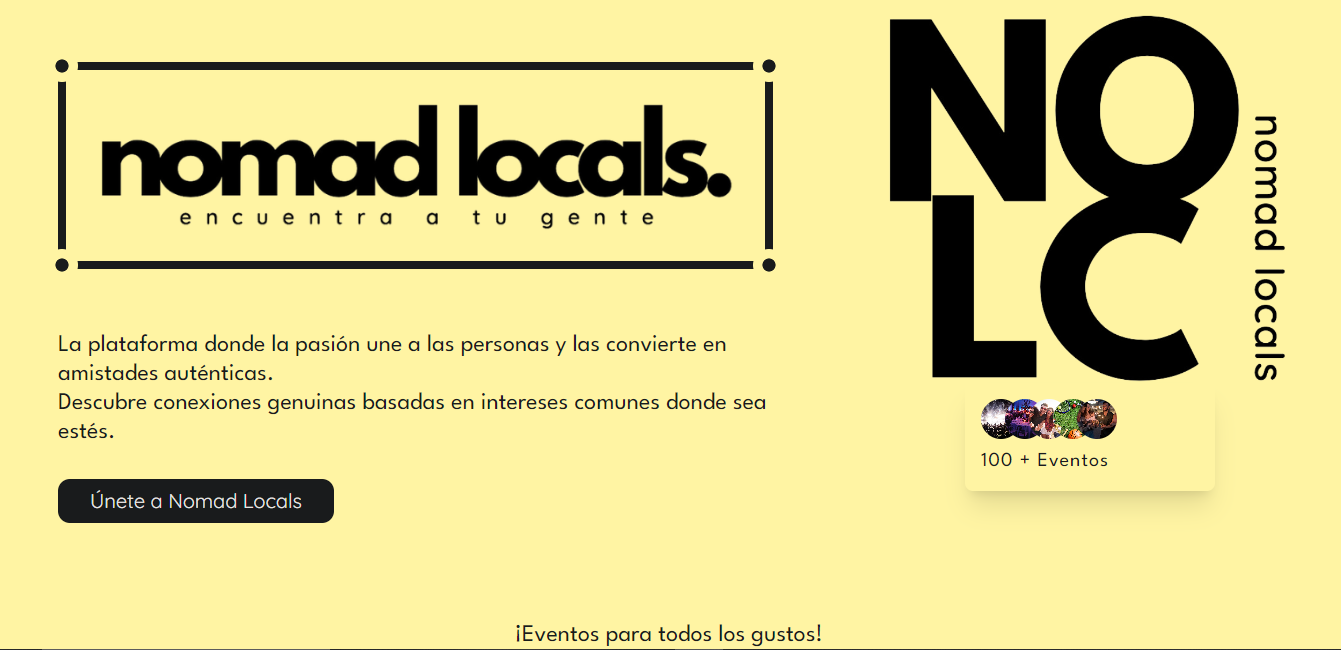 nomad locals.
encuentra a tu gente
La plataforma donde la pasión une a las personas y las convierte en
amistades auténticas.
Descubre conexiones genuinas basadas en intereses comunes donde sea
estés.
Únete a Nomad Locals
NO
LC
nomad locals
100 + Eventos
¡Eventos para todos los gustos!